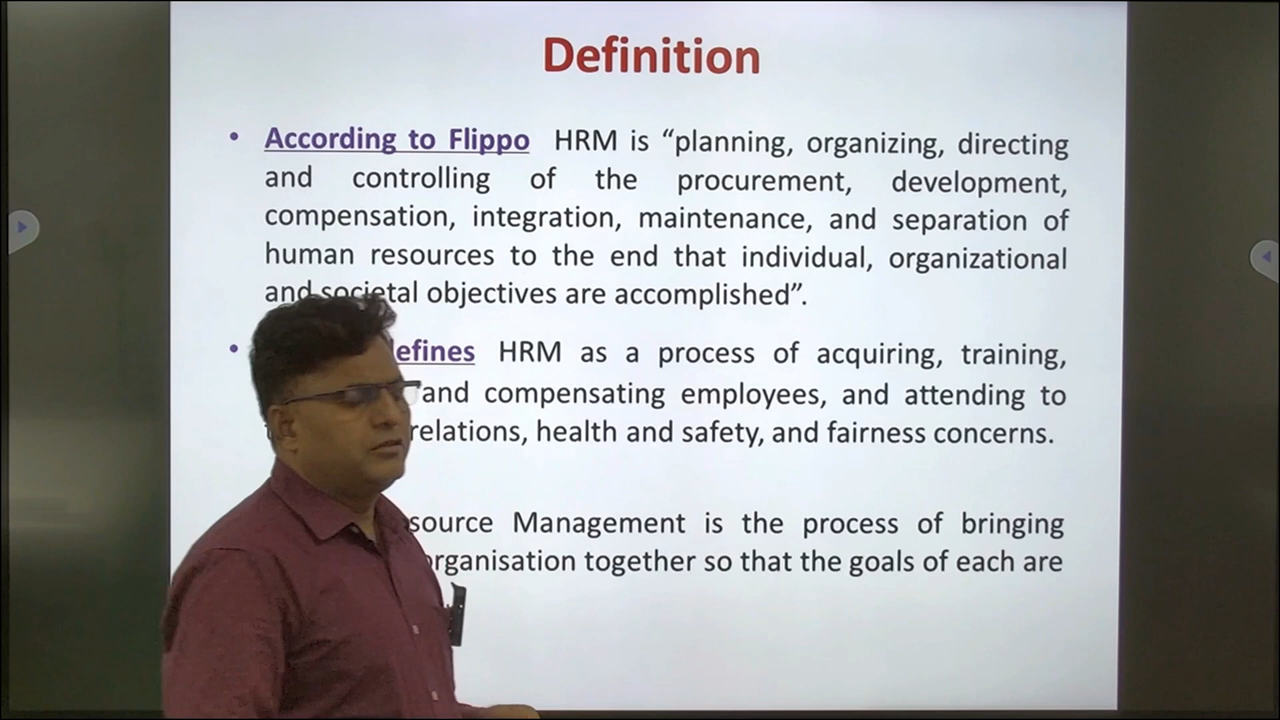 Definition
• According to Flippo HRM is “planning, organizing, directing
and controlling of the procurement, development,
compensation, integration, maintenance, and separation of
human resources to the end that individual, organizational
and societal objectives are accomplished”.
• efines HRM as a process of acquiring, training,
and compensating employees, and attending to
relations, health and safety, and fairness concerns.
source Management is the process of bringing
organisation together so that the goals of each are